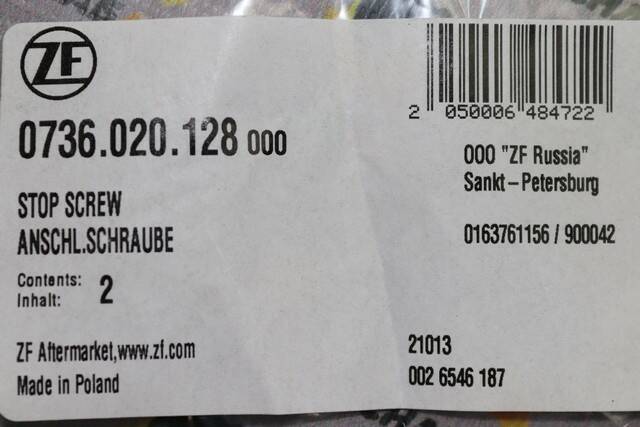 ZF
0736.020.128 000
STOP SCREW
ANSCHL.SCHRAUBE
Contents:
Inhalt: 2
ZF Aftermarket,www.zf.com
Made in Poland
2 050006 484722
OOO "ZF Russia"
Sankt-Petersburg
0163761156 / 900042
21013
002 6546 187